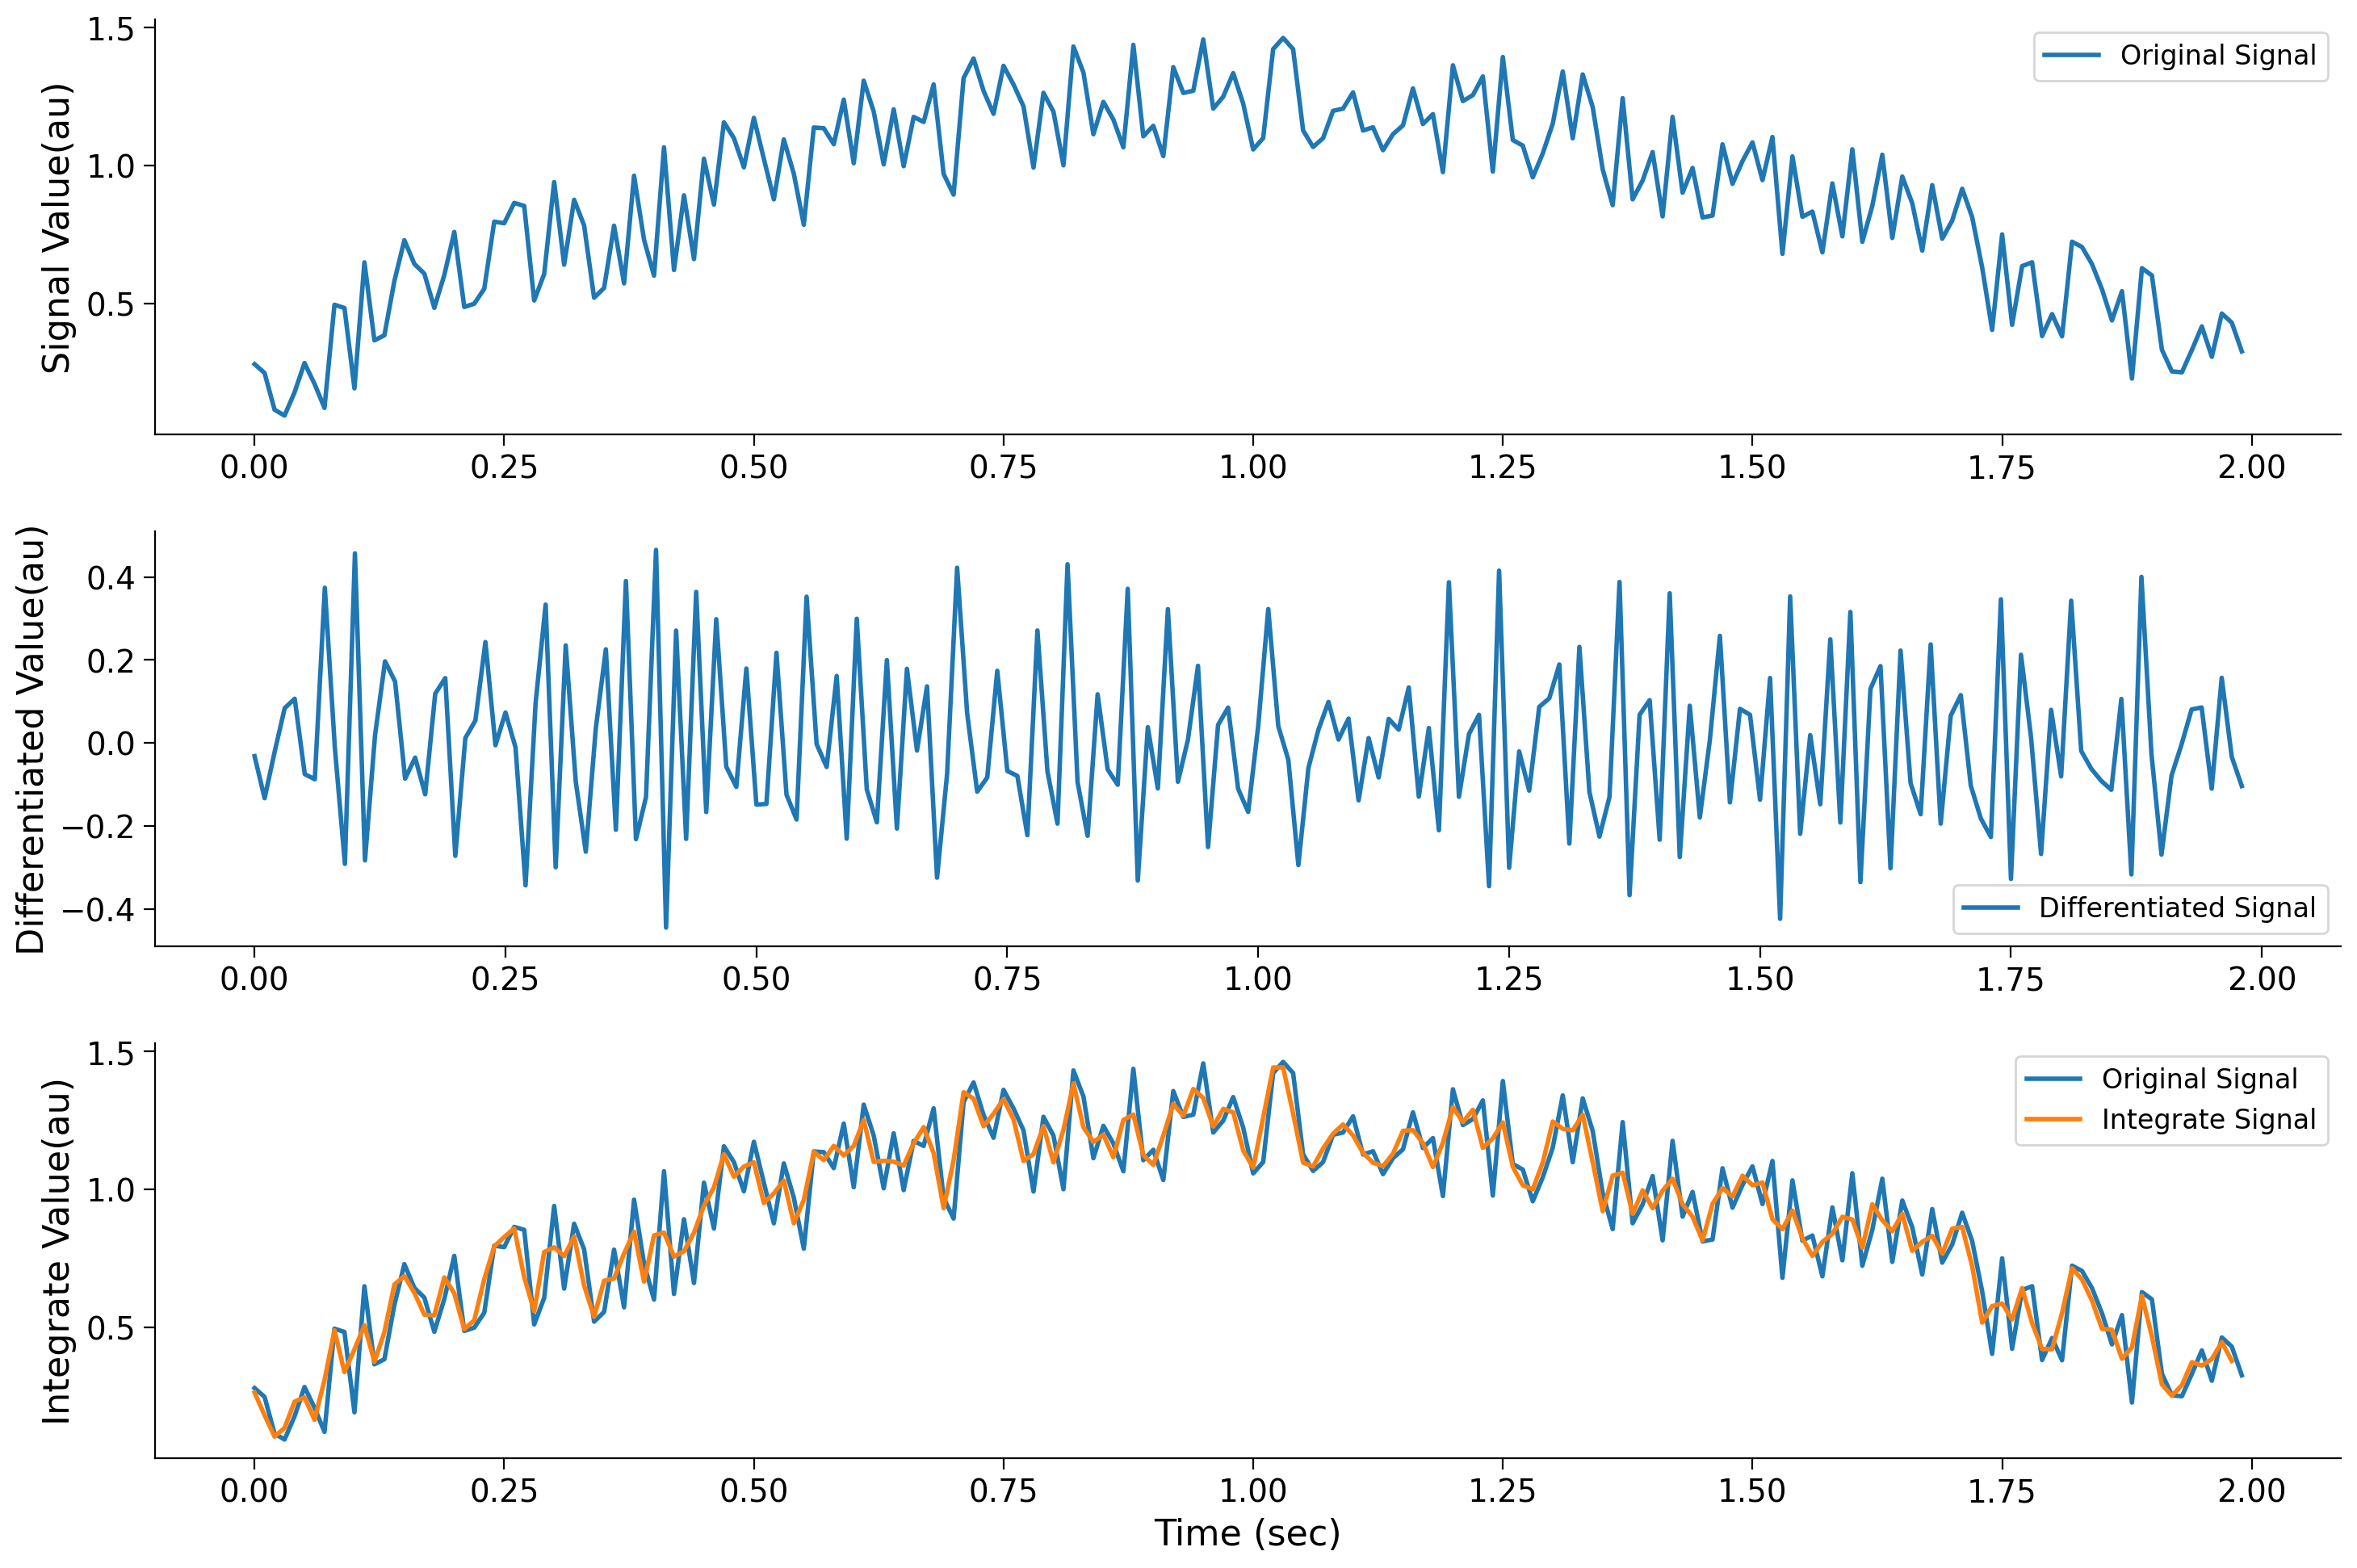 Signal Value(au)
1.5
1.0
0.5
Original Signal
0.00 0.25 0.50 0.75 1.00 1.25 1.50 1.75 2.00
Differentiated Value(au)
0.4
0.2
0.0
−0.2
−0.4
Differentiated Signal
0.00 0.25 0.50 0.75 1.00 1.25 1.50 1.75 2.00
Integrate Value(au)
1.5
1.0
0.5
Original Signal
Integrate Signal
0.00 0.25 0.50 0.75 1.00 1.25 1.50 1.75 2.00
Time (sec)